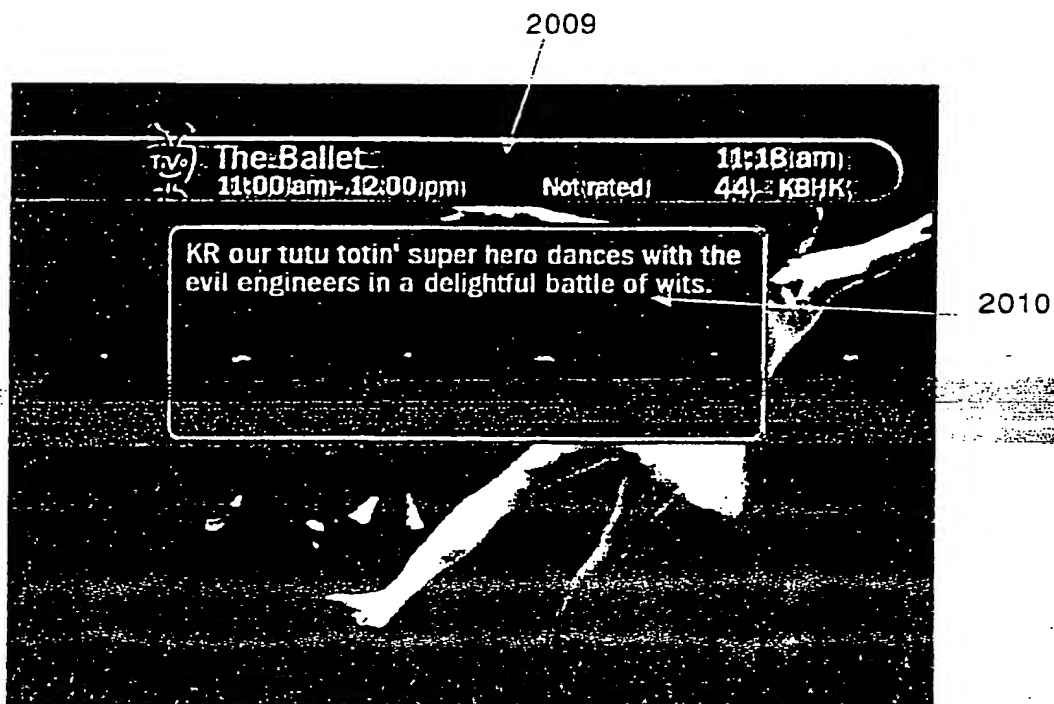 2009
TiVo The Ballet 11:18 am
11:00 am - 12:00 pm Not rated 44 - KBHK
KR our tutu totin' super hero dances with the
evil engineers in a delightful battle of wits.
2010